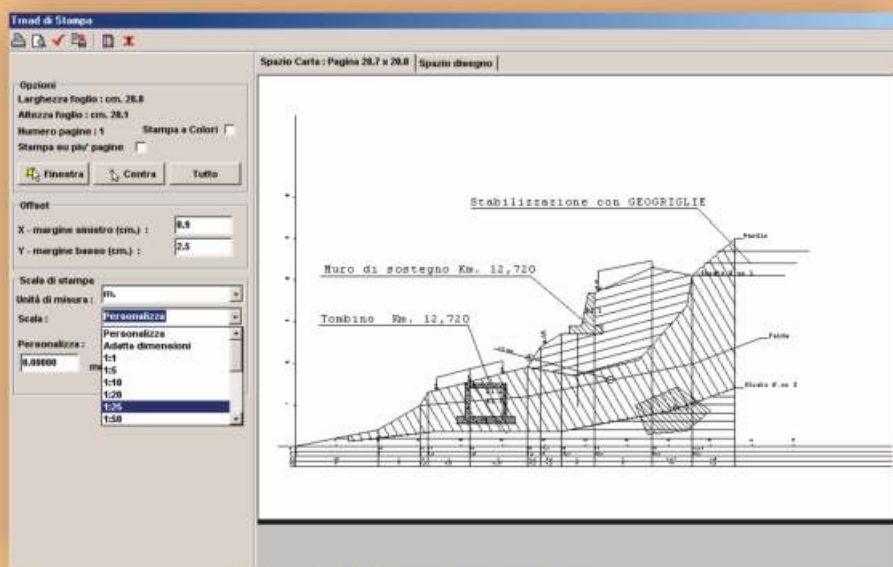 Tmad di Stampa
Spazio Carta : Pagina 28.7 x 20.0
Spazio disegno
Opzioni
Larghezza foglio : cm. 28.8
Altezza foglio : cm. 20.1
Numero pagine : 1
Stampa a Colori
Stampa su piu' pagine
Finestra
Centra
Tutto
Offset
X - margine sinistro (cm.) :
0.9
Y - margine basso (cm.) :
2.5
Scala di stampa
Unità di misura :
m.
Scala :
Personalizza
Personalizza :
0.00000
Personalizza
Adatta dimensioni
1:1
1:5
1:10
1:20
1:25
1:50
Stabilizzazione con GEOGRIGLIE
Muro di sostegno Km. 12,720
Tombino Km. 12,720
Falda
Strato N.ro 2